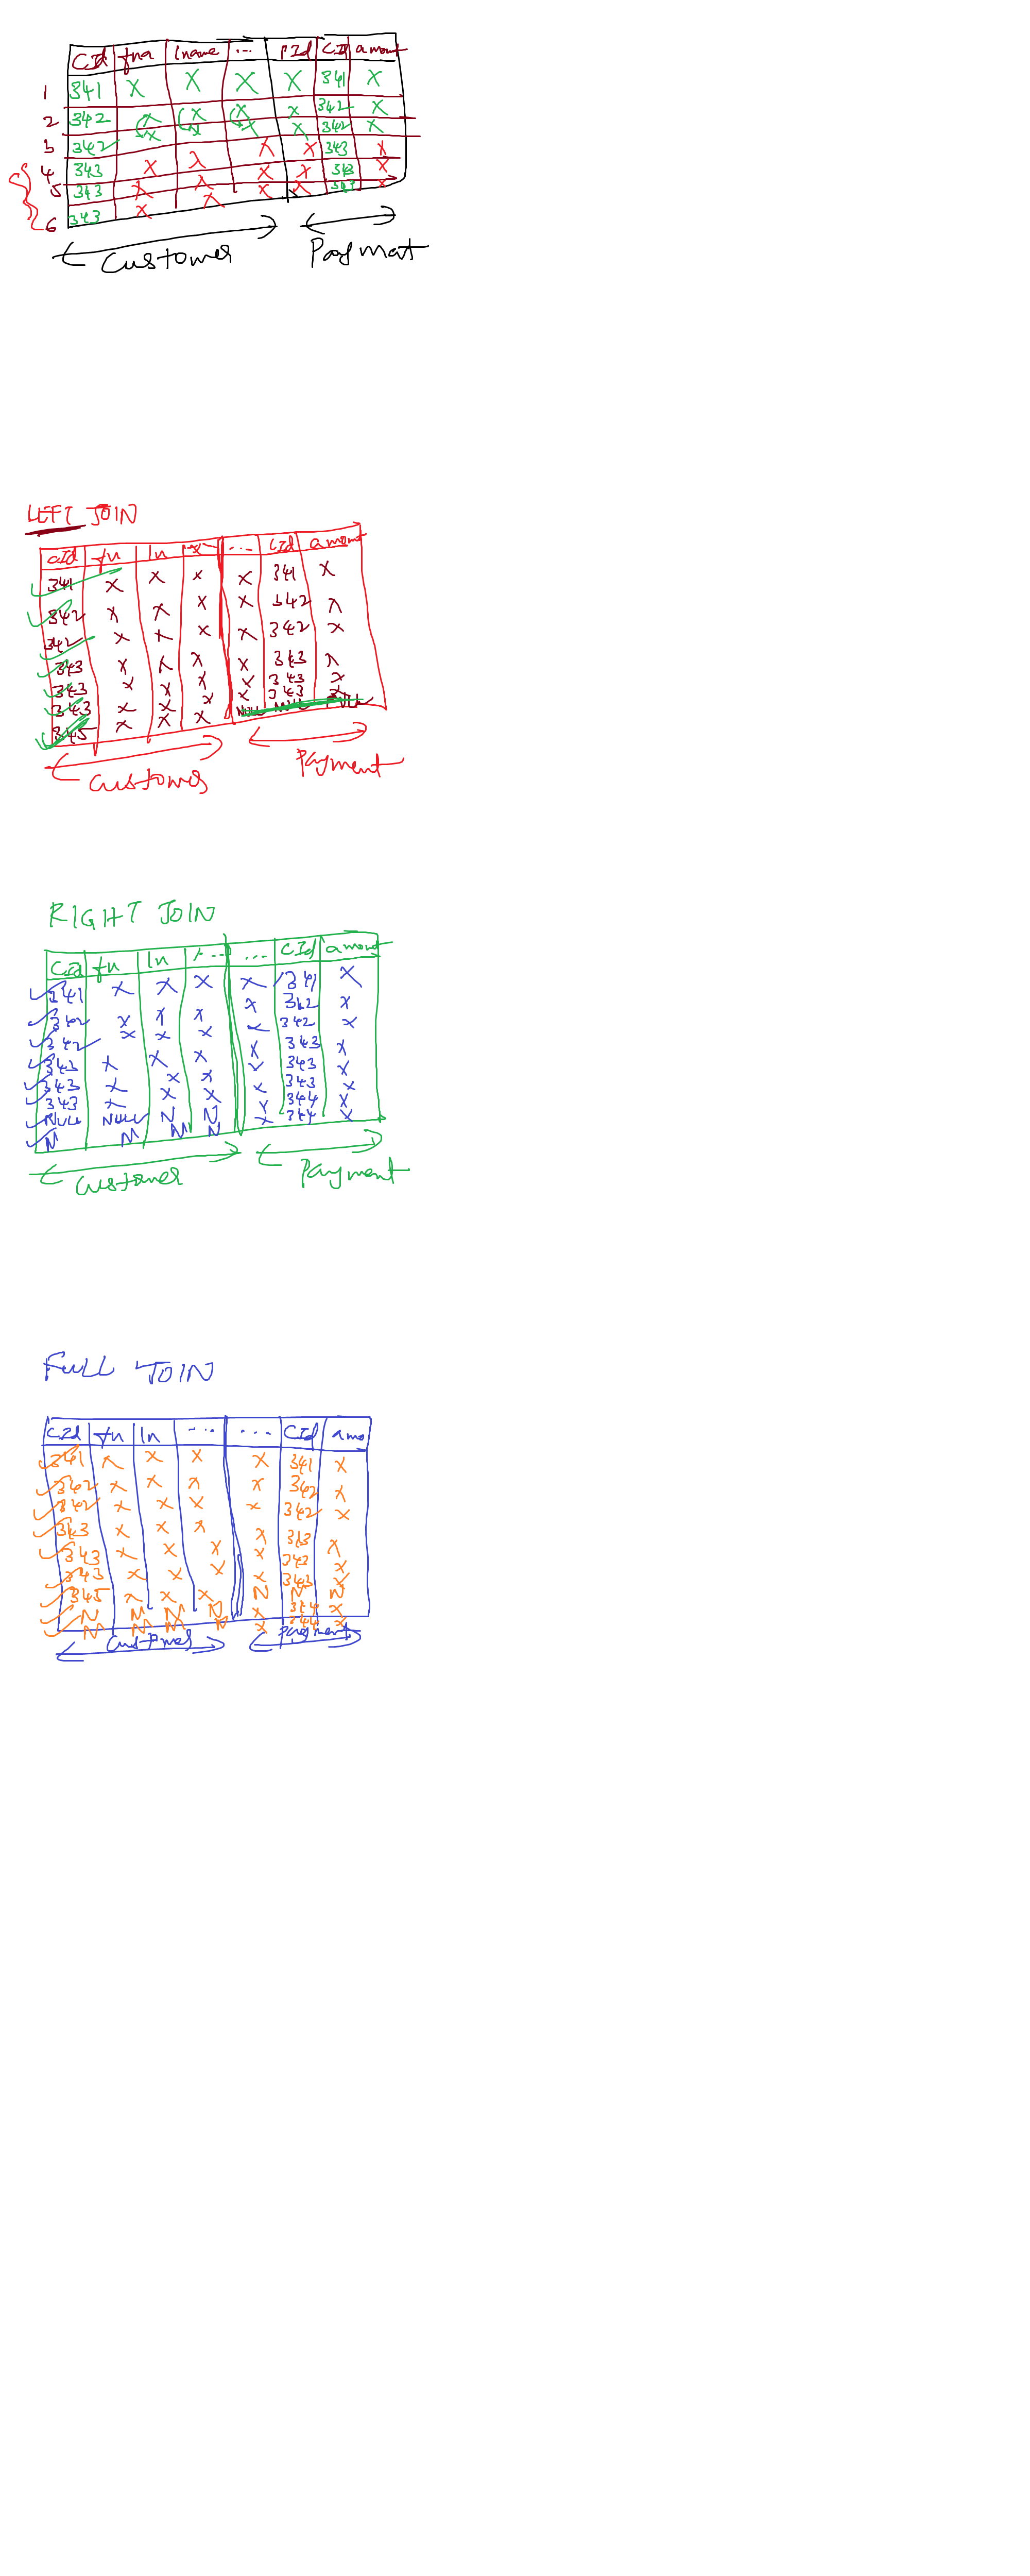 CId fna lname ... PId CId amount
1 341 X X X X 341 X
2 342 X X X X 342 X
3 342 X X X X 342 X
4 343 X X X X 343 X
5 343 X X X X 343 X
6 343 X X X X 343 X
Customer Payment
LEFT JOIN
CId fn ln ... ... CId amount
341 X X X X 341 X
342 X X X X 342 X
342 X X X X 342 X
343 X X X X 343 X
343 X X X X 343 X
343 X X X X 343 X
345 X X X NULL NULL NULL
Customer Payment
RIGHT JOIN
CId fn ln ... ... CId amount
341 X X X X 341 X
342 X X X X 342 X
342 X X X X 342 X
343 X X X X 343 X
343 X X X X 343 X
343 X X X X 343 X
NULL NULL N N X 344 X
N N N N X 344 X
Customer Payment
FULL JOIN
CId fn ln ... ... CId amo
341 X X X X 341 X
342 X X X X 342 X
342 X X X X 342 X
343 X X X X 343 X
343 X X X X 343 X
343 X X X X 343 X
345 X X X N N N
N N N N X 344 X
N N N N X 344 X
Customer Payment